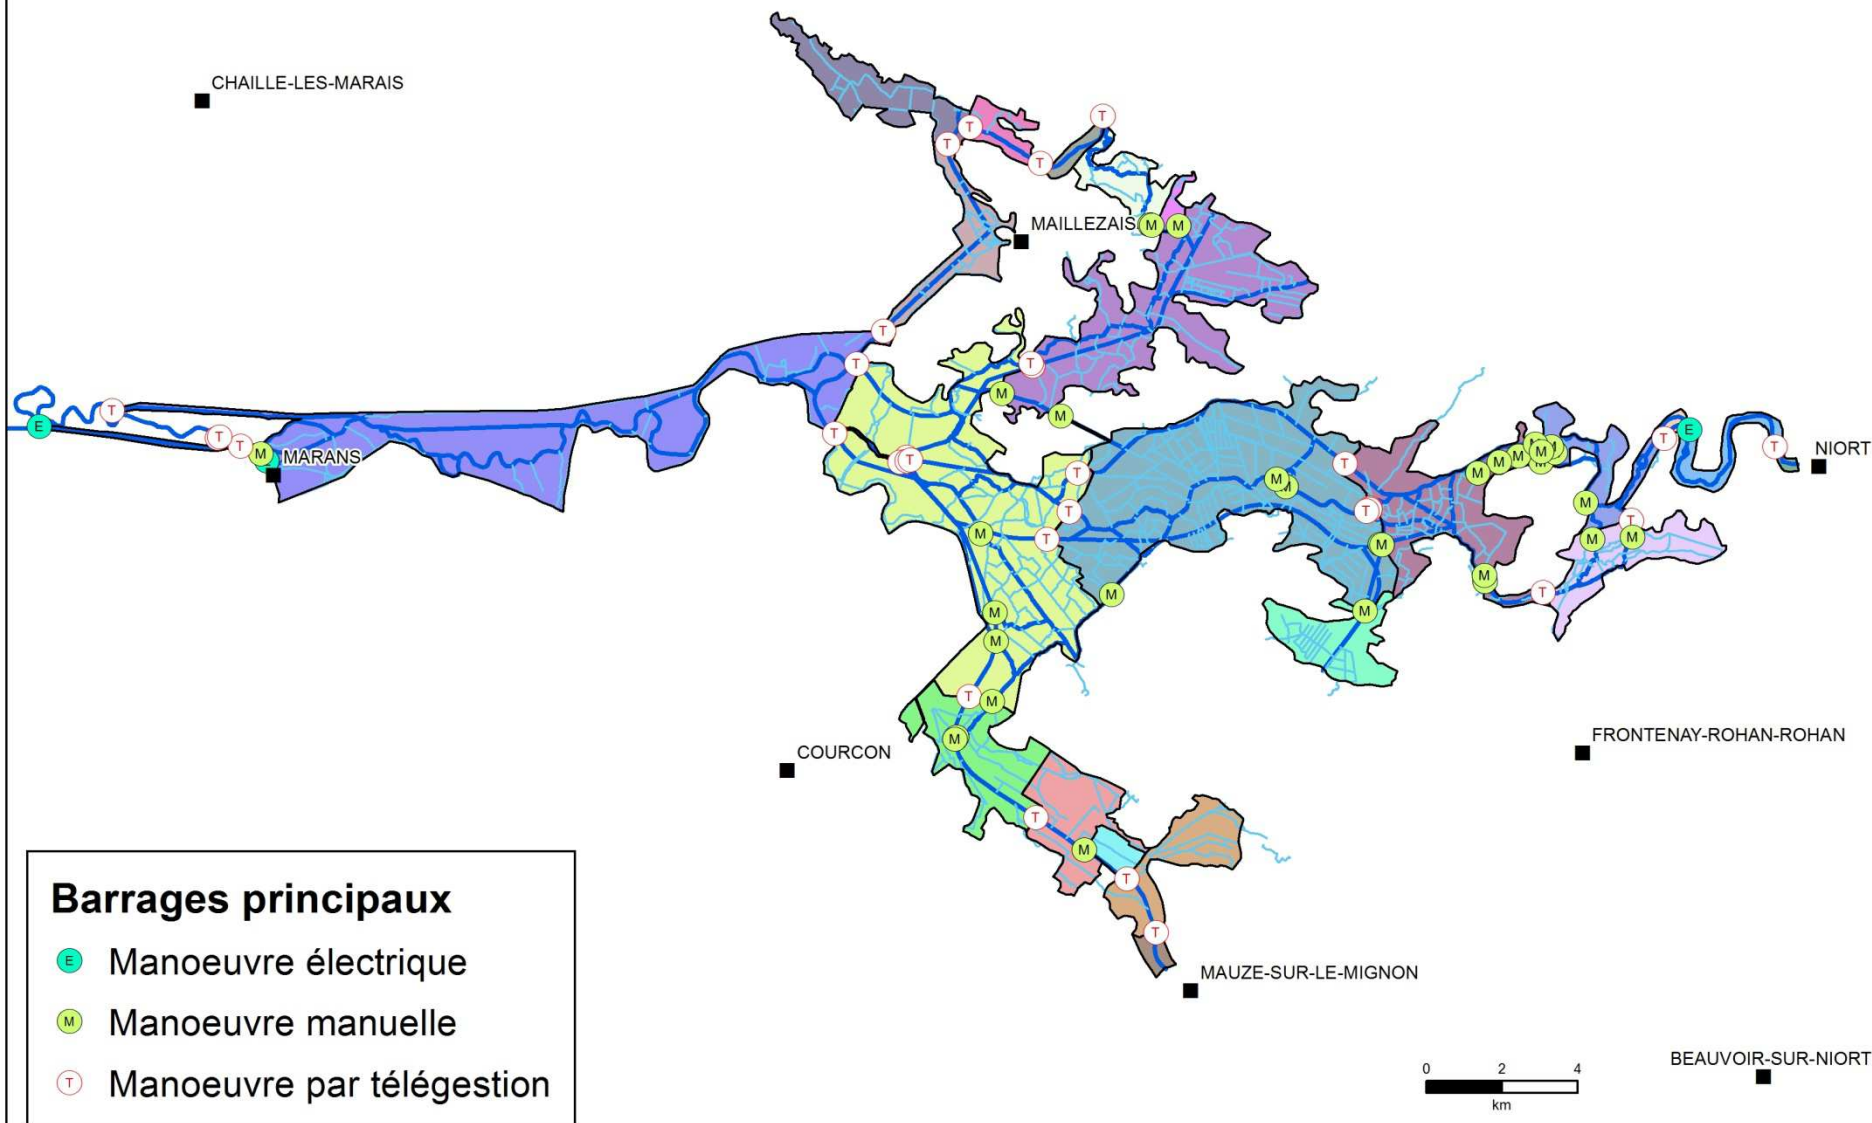 CHAILLE-LES-MARAIS
MAILLEZAIS
MARANS
NIORT
COURCON
FRONTENAY-ROHAN-ROHAN
MAUZE-SUR-LE-MIGNON
BEAUVOIR-SUR-NIORT
Barrages principaux
E Manoeuvre électrique
M Manoeuvre manuelle
T Manoeuvre par télégestion
0 2 4
km